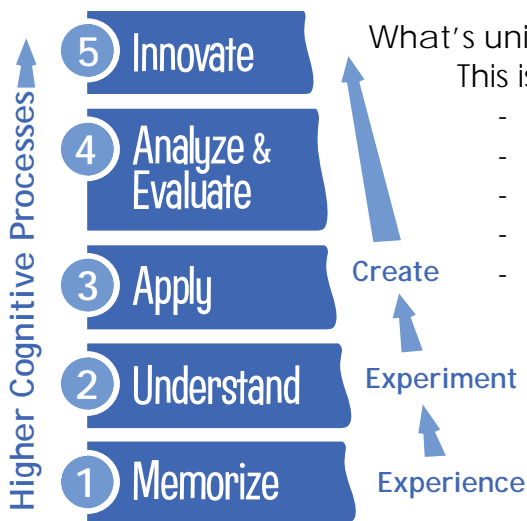 What's uni
This is
5 Innovate
4 Analyze &
Evaluate
3 Apply
2 Understand
1 Memorize
Higher Cognitive Processes
Create
Experiment
Experience
-
-
-
-
-